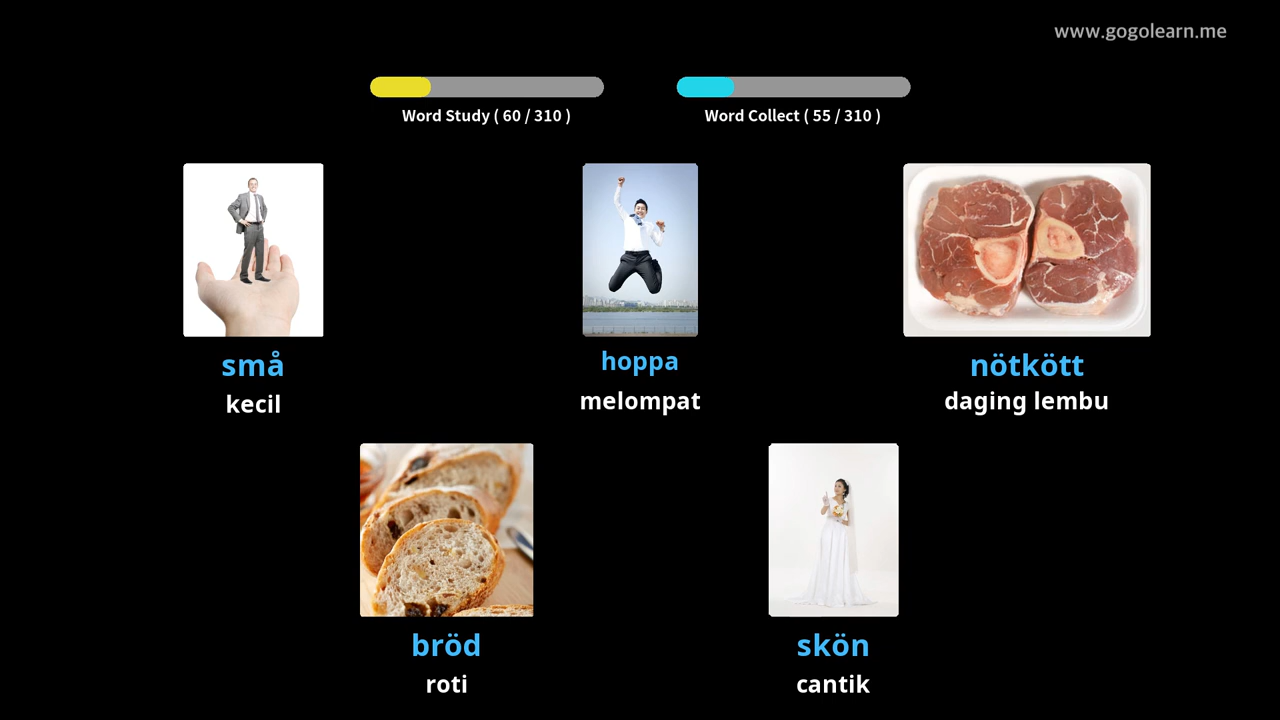 www.gogolearn.me
Word Study ( 60 / 310 )
Word Collect ( 55 / 310 )
små
kecil
hoppa
melompat
nötkött
daging lembu
bröd
roti
skön
cantik